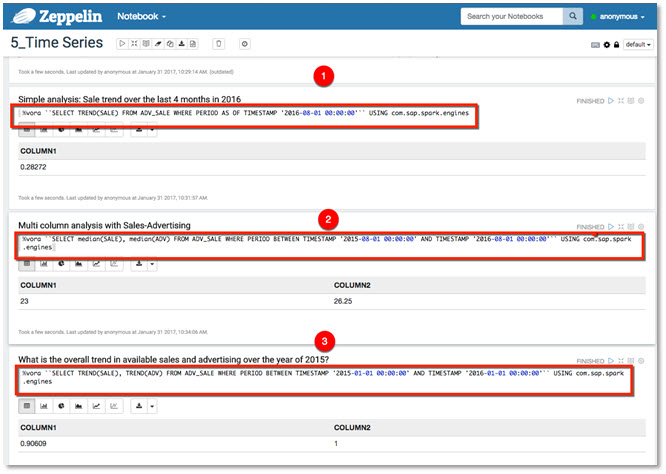 Zeppelin Notebook Search your Notebooks anonymous
5_Time Series default
Took a few seconds. Last updated by anonymous at January 31 2017, 10:29:14 AM. (outdated)
1
Simple analysis: Sale trend over the last 4 months in 2016 FINISHED
%vora ``SELECT TREND(SALE) FROM ADV_SALE WHERE PERIOD AS OF TIMESTAMP '2016-08-01 00:00:00'`` USING com.sap.spark.engines
COLUMN1
0.28272
Took a few seconds. Last updated by anonymous at January 31 2017, 10:31:57 AM.
2
Multi column analysis with Sales-Advertising FINISHED
%vora ``SELECT median(SALE), median(ADV) FROM ADV_SALE WHERE PERIOD BETWEEN TIMESTAMP '2015-08-01 00:00:00' AND TIMESTAMP '2016-08-01 00:00:00'`` USING com.sap.spark
.engines
COLUMN1 COLUMN2
23 26.25
Took a few seconds. Last updated by anonymous at January 31 2017, 10:34:06 AM.
3
What is the overall trend in available sales and advertising over the year of 2015? FINISHED
%vora ``SELECT TREND(SALE), TREND(ADV) FROM ADV_SALE WHERE PERIOD BETWEEN TIMESTAMP '2015-01-01 00:00:00' AND TIMESTAMP '2016-01-01 00:00:00'`` USING com.sap.spark
.engines
COLUMN1 COLUMN2
0.90609 1